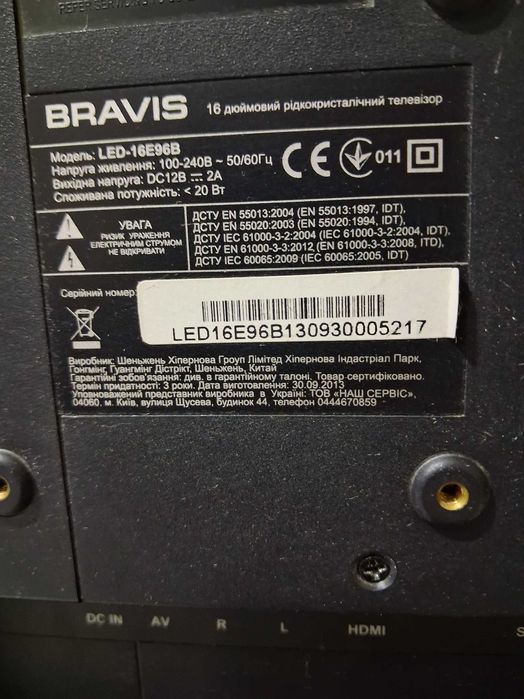 BRAVIS 16 дюймовий рідкокристалічний телевізор
Модель: LED-16E96B
Напруга живлення: 100-240В ~ 50/60Гц
Вихідна напруга: DC12В 2А
Споживана потужність: < 20 Вт
011
УВАГА
РИЗИК УРАЖЕННЯ
ЕЛЕКТРИЧНИМ СТРУМОМ
НЕ ВІДКРИВАТИ
ДСТУ EN 55013:2004 (EN 55013:1997, IDT),
ДСТУ EN 55020:2003 (EN 55020:1994, IDT),
ДСТУ IEC 61000-3-2:2004 (IEC 61000-3-2:2004, IDT),
ДСТУ EN 61000-3-3:2012 (EN 61000-3-3:2008, ITD),
ДСТУ IEC 60065:2009 (IEC 60065:2005, IDT)
Серійний номер:
LED16E96B130930005217
Виробник: Шеньжень Хіпернова Гроуп Лімітед Хіпернова Індастріал Парк,
Гонгмінг, Гуангмінг Дістрікт, Шеньжень, Китай
Гарантійні зобов'язання: див. в гарантійному талоні. Товар сертифіковано.
Термін придатності: 3 роки. Дата виготовлення: 30.09.2013
Уповноважений представник виробника в Україні: ТОВ «НАШ СЕРВІС»,
04060, м. Київ, вулиця Щусева, будинок 44, телефон 0444670859
DC IN AV R L HDMI